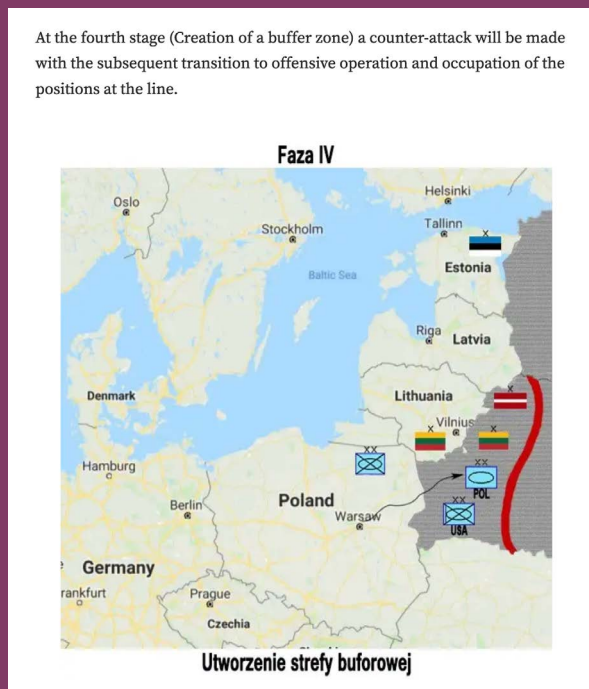 At the fourth stage (Creation of a buffer zone) a counter-attack will be made
with the subsequent transition to offensive operation and occupation of the
positions at the line.
Faza IV
Helsinki
Oslo
Tallinn
Stockholm
X
Estonia
Baltic Sea
Riga
Latvia
Denmark
Lithuania
X
Vilnius
X
X
XX
Hamburg
XX
Berlin
Poland
POL
XX
Warsaw
USA
Germany
rankfurt
Prague
Czechia
Utworzenie strefy buforowej